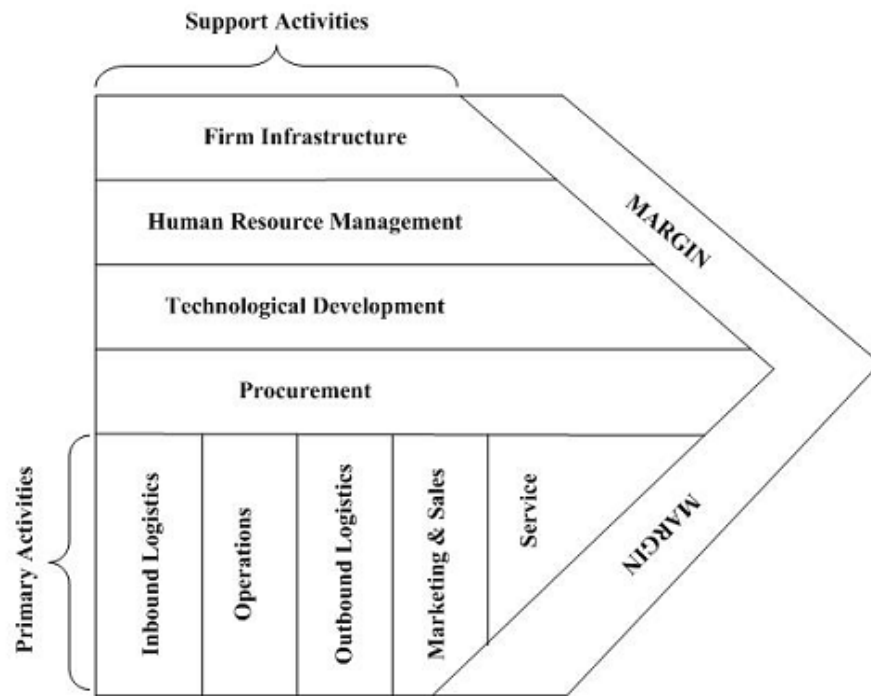 Support Activities
Firm Infrastructure
MARGIN
Human Resource Management
Technological Development
Procurement
Primary Activities
Inbound Logistics
Operations
Outbound Logistics
Marketing & Sales
Service
MARGIN